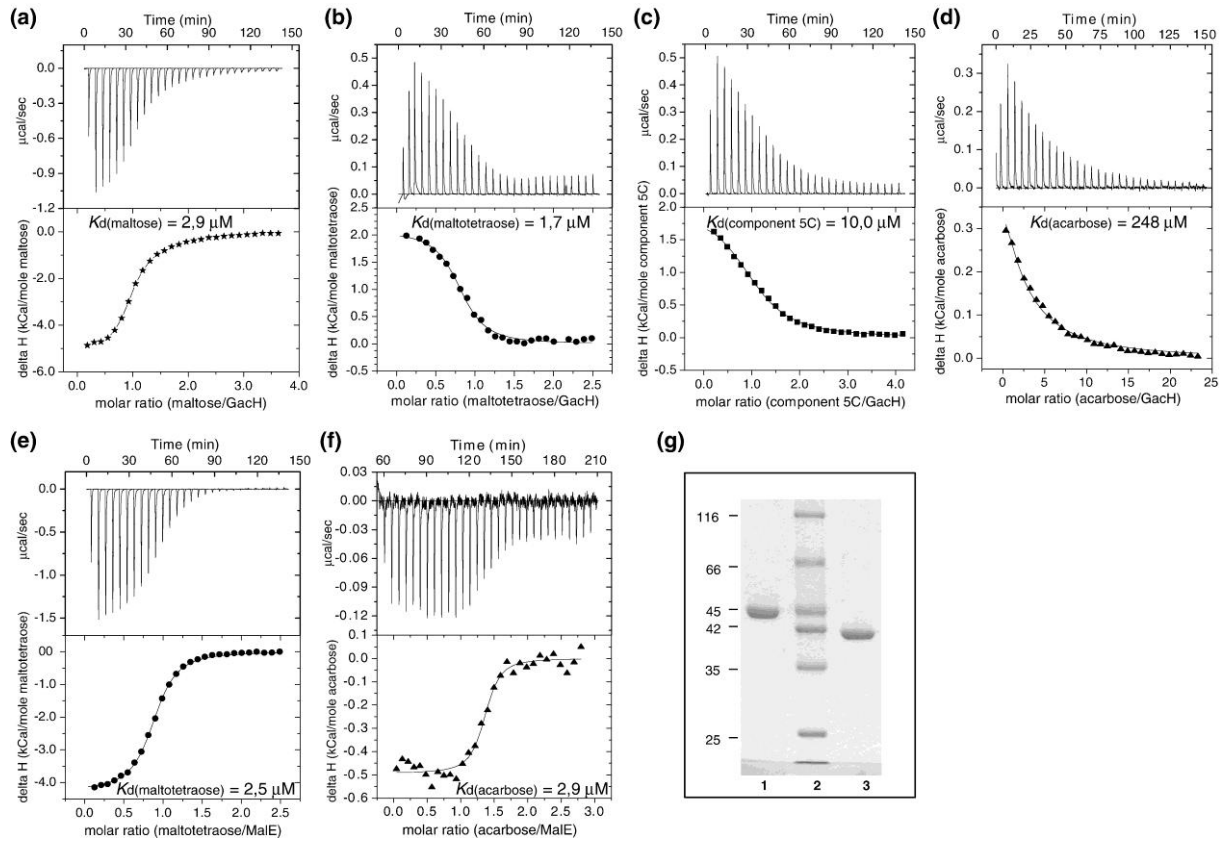 (a)
Time (min)
0 30 60 90 120 150
0.0
-0.3
-0.6
-0.9
-1.2
µcal/sec
Kd(maltose) = 2,9 µM
0.0
-2.0
-4.0
-6.0
delta H (kCal/mole maltose)
0.0 1.0 2.0 3.0 4.0
molar ratio (maltose/GacH)
(b)
Time (min)
0 30 60 90 120 150
0.5
0.4
0.3
0.2
0.1
0.0
µcal/sec
Kd(maltotetraose) = 1,7 µM
2.5
2.0
1.5
1.0
0.5
0.0
-0.5
delta H (kCal/mole maltotetraose)
0.0 0.5 1.0 1.5 2.0 2.5
molar ratio (maltotetraose/GacH)
(c)
Time (min)
0 30 60 90 120 150
0.5
0.4
0.3
0.2
0.1
0.0
µcal/sec
Kd(component 5C) = 10,0 µM
2.0
1.5
1.0
0.5
0.0
-0.5
delta H (kCal/mole component 5C)
0.0 1.0 2.0 3.0 4.0
molar ratio (component 5C/GacH)
(d)
Time (min)
0 25 50 75 100 125 150
0.3
0.2
0.1
0.0
µcal/sec
Kd(acarbose) = 248 µM
0.3
0.2
0.1
0.0
delta H (kCal/mole acarbose)
0 5 10 15 20 25
molar ratio (acarbose/GacH)
(e)
Time (min)
0 30 60 90 120 150
0.0
-0.5
-1.0
-1.5
µcal/sec
00
-1.0
-2.0
-3.0
-4.0
delta H (kCal/mole maltotetraose)
Kd(maltotetraose) = 2,5 µM
0.0 0.5 1.0 1.5 2.0 2.5
molar ratio (maltotetraose/MalE)
(f)
Time (min)
60 90 120 150 180 210
0.03
0.00
-0.03
-0.06
-0.09
-0.12
µcal/sec
0.1
0.0
-0.1
-0.2
-0.3
-0.4
-0.5
-0.6
delta H (kCal/mole acarbose)
Kd(acarbose) = 2,9 µM
0.0 0.5 1.0 1.5 2.0 2.5 3.0
molar ratio (acarbose/MalE)
(g)
116
66
45
42
35
25
1 2 3